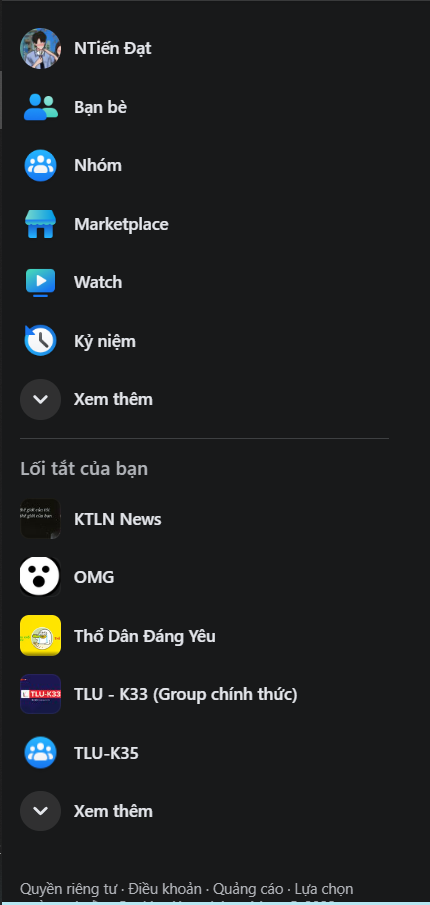 NTiến Đạt
Bạn bè
Nhóm
Marketplace
Watch
Kỷ niệm
Xem thêm
Lối tắt của bạn
KTLN News
OMG
Thổ Dân Đáng Yêu
TLU-K33
TLU - K33 (Group chính thức)
TLU-K35
Xem thêm
Quyền riêng tư · Điều khoản · Quảng cáo · Lựa chọn